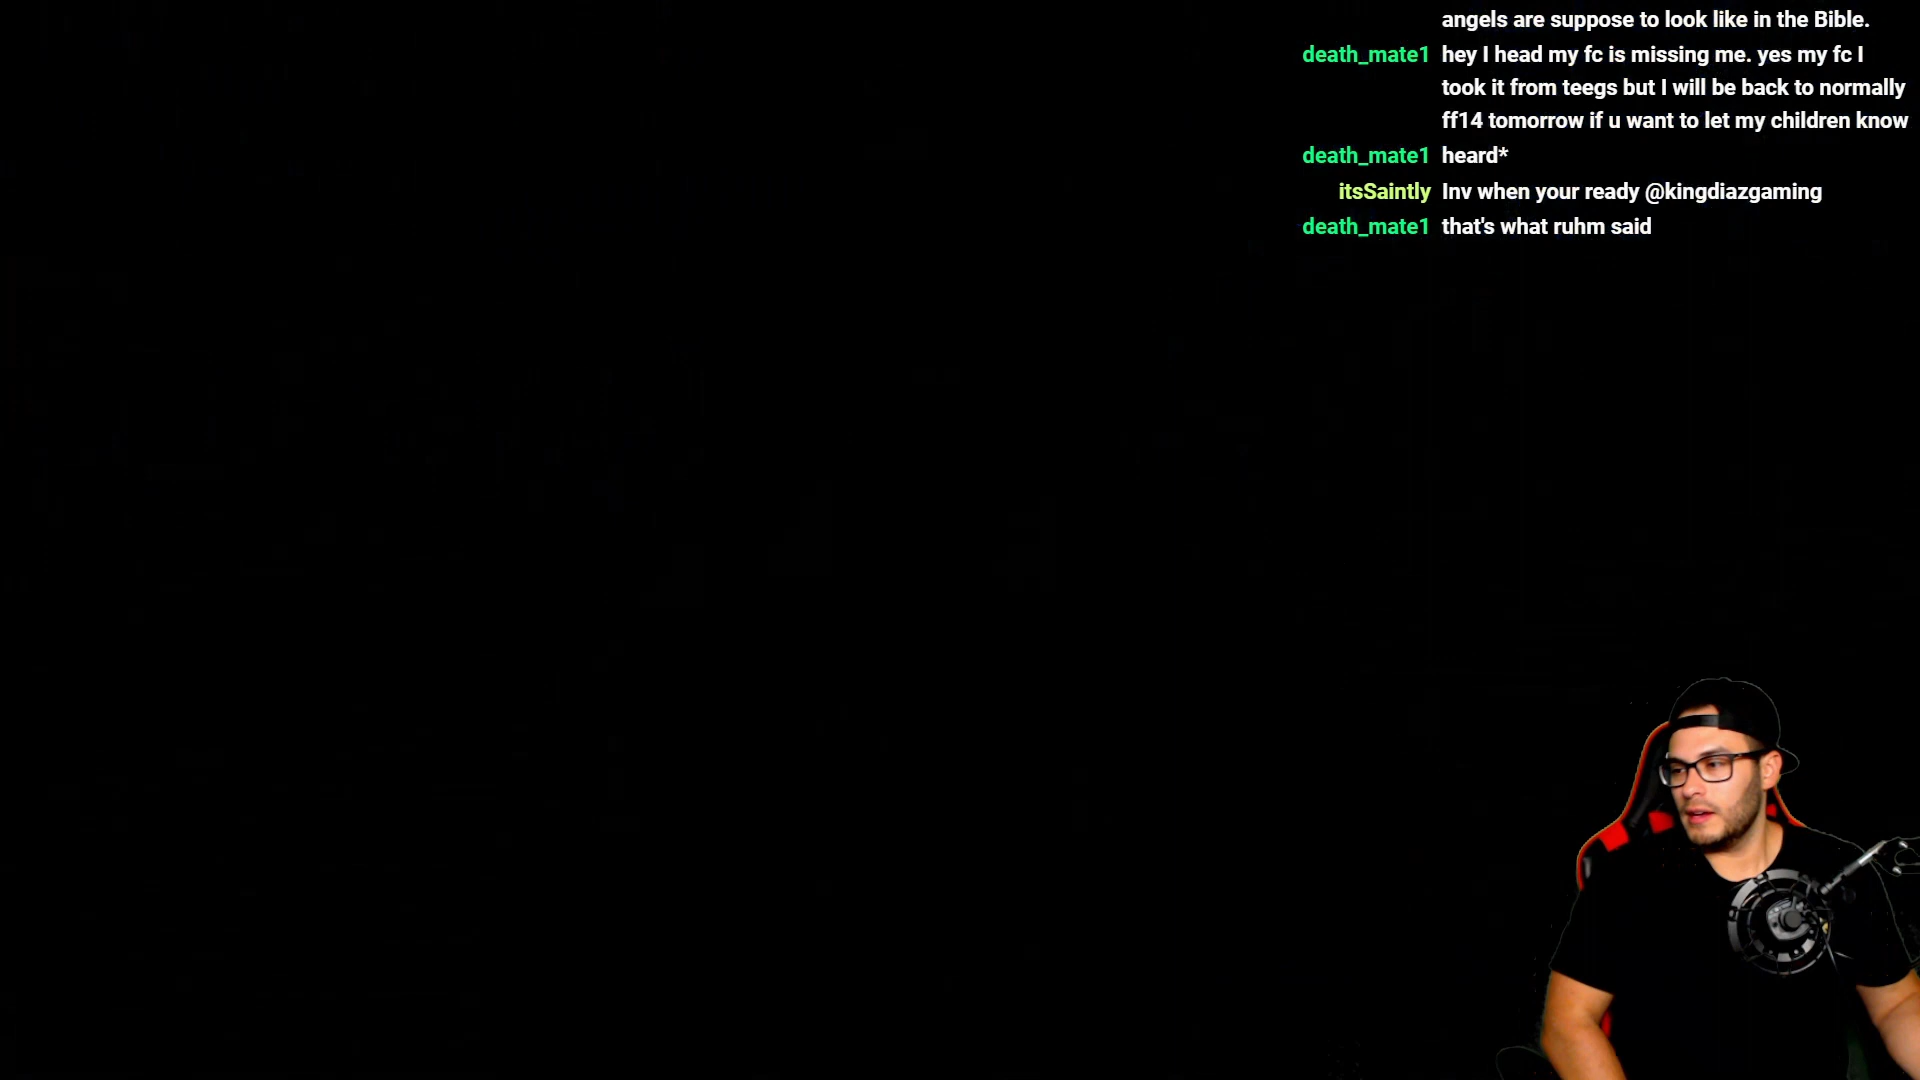 angels are suppose to look like in the Bible.
death_mate1 hey I head my fc is missing me. yes my fc I
took it from teegs but I will be back to normally
ff14 tomorrow if u want to let my children know
death_mate1 heard*
itsSaintly Inv when your ready @kingdiazgaming
death_mate1 that's what ruhm said